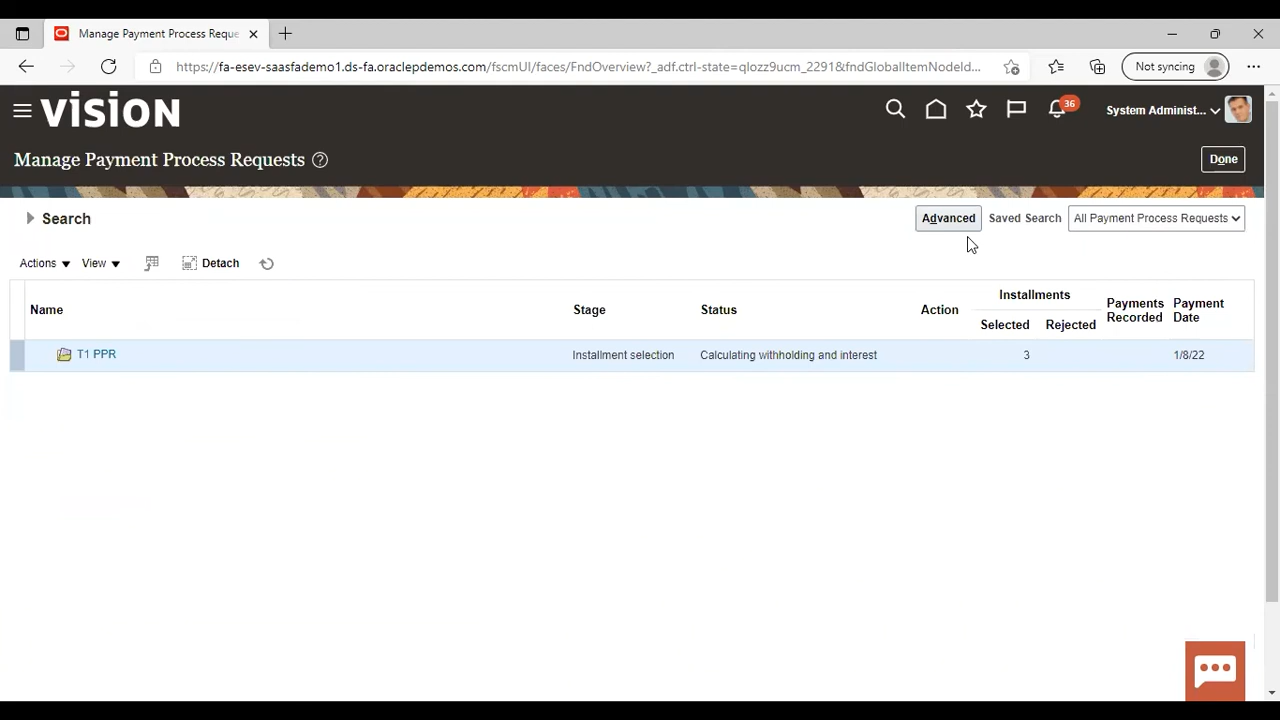 Manage Payment Process Reque
https://fa-esev-saasfademo1.ds-fa.oraclepdemos.com/fscmUI/faces/FndOverview?_adf.ctrl-state=qlozz9ucm_2291&fndGlobalItemNodeId...
Not syncing
vision
36
System Administ...
Manage Payment Process Requests
Done
Search
Advanced
Saved Search
All Payment Process Requests
Actions
View
Detach
Name
Stage
Status
Action
Installments
Selected
Rejected
Payments
Recorded
Payment
Date
T1 PPR
Installment selection
Calculating withholding and interest
3
1/8/22